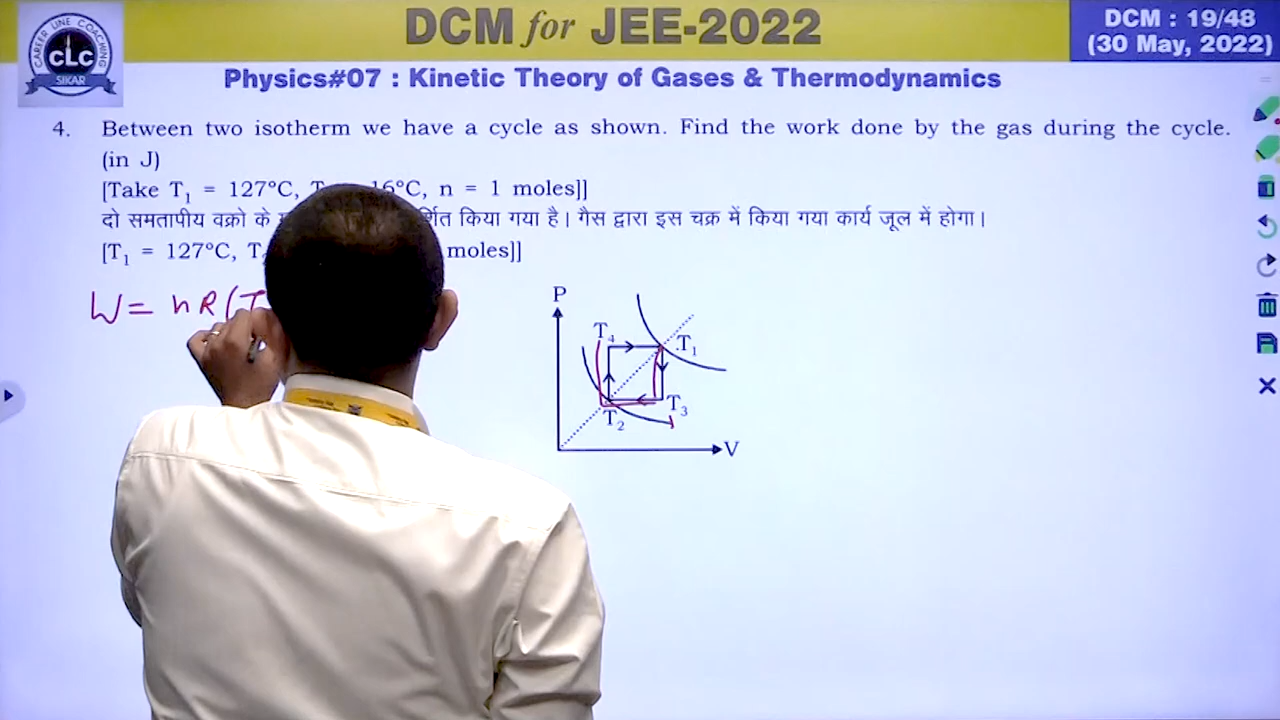 DCM for JEE-2022
DCM : 19/48
(30 May, 2022)
CAREER LINE COACHING
CLC
SIKAR
Physics#07 : Kinetic Theory of Gases & Thermodynamics
4. Between two isotherm we have a cycle as shown. Find the work done by the gas during the cycle.
(in J)
[Take T₁ = 127°C, 16°C, n = 1 moles]]
दो समतापीय वक्रो के किया गया है। गैस द्वारा इस चक्र में किया गया कार्य जूल में होगा।
[T₁ = 127°C, T₂ moles]]
W = nR(T
P
T₄
T₁
T₃
T₂
V